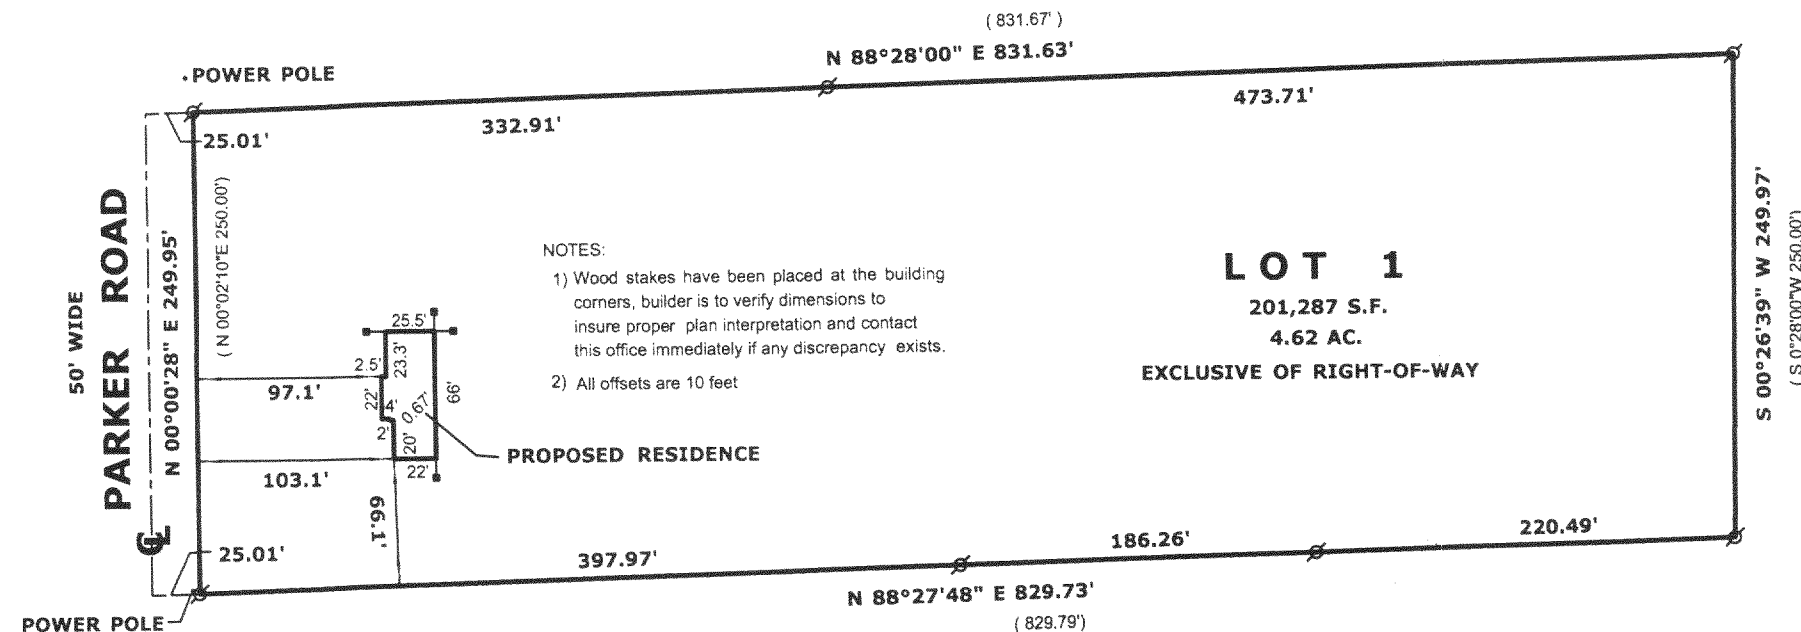 ( 831.67' )
N 88°28'00" E 831.63'
POWER POLE
473.71'
332.91'
25.01'
50' WIDE
PARKER ROAD
N 00°00'28" E 249.95'
( N 00°02'10"E 250.00')
NOTES:
1) Wood stakes have been placed at the building
corners, builder is to verify dimensions to
insure proper plan interpretation and contact
this office immediately if any discrepancy exists.
2) All offsets are 10 feet
LOT 1
201,287 S.F.
4.62 AC.
EXCLUSIVE OF RIGHT-OF-WAY
S 00°26'39" W 249.97'
( S 0°28'00"W 250.00')
25.5'
23.3'
2.5'
97.1'
22'
4'
0.67'
66'
2'
20'
22'
PROPOSED RESIDENCE
103.1'
66.1'
CL
25.01'
397.97'
186.26'
220.49'
N 88°27'48" E 829.73'
( 829.79')
POWER POLE